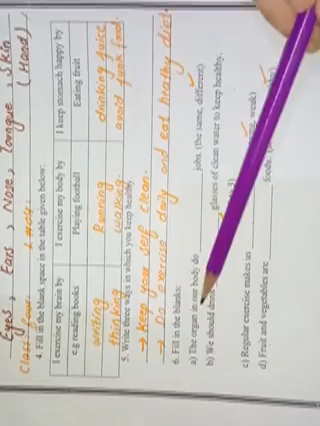 Eyes, Ears, Nose, Tongue, Skin
(Hand)
4. Fill in the blank space in the table given below:
I exercise my brain by I exercise my body by I keep stomach happy by
e.g reading books Playing football Eating fruit
writing Running drinking juice
thinking walking. avoid junk food.
5. Write three ways in which you keep healthy.
→ Keep your self clean.
→ Do exercise daily and eat healthy diet.
6. Fill in the blanks:
a) The organ in our body do jobs. (the same, different)
b) We should drink glasses of clean water to keep healthy.
c) Regular exercise makes us weak)
d) Fruit and vegetables are foods.